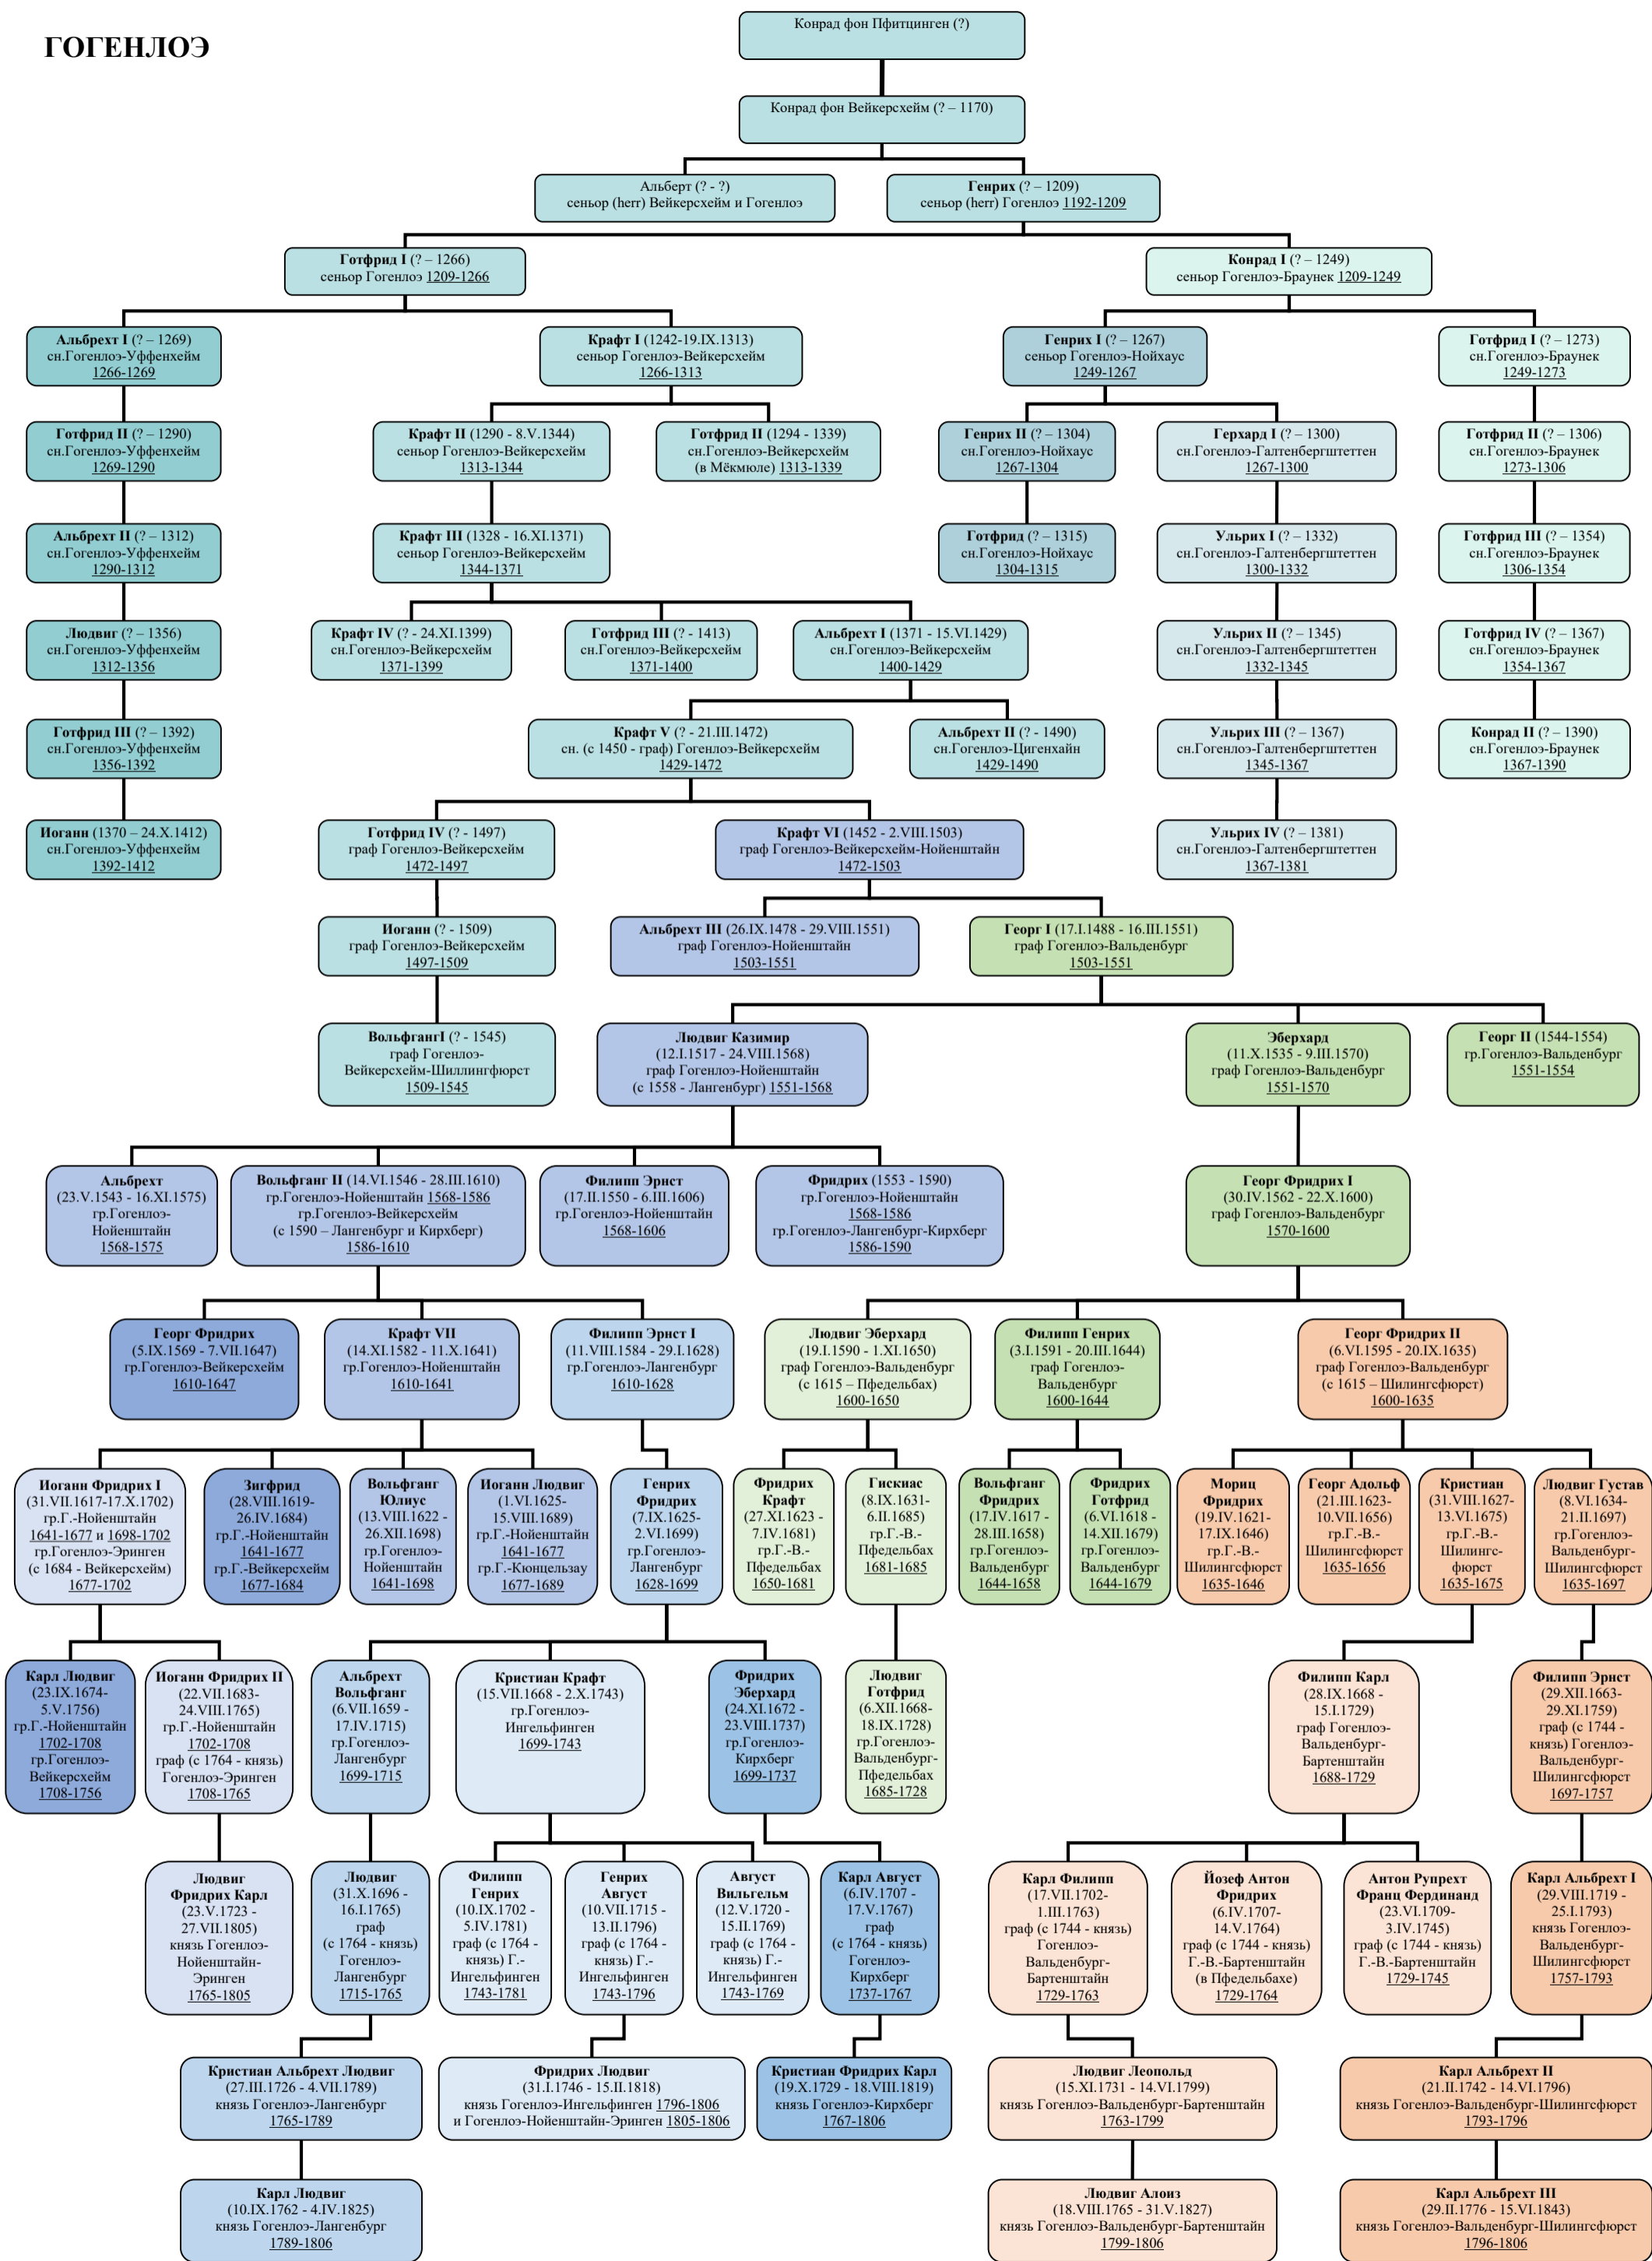 ГОГЕНЛОЭ
Конрад фон Пфитцинген (?)
Конрад фон Вейкерсхейм (? – 1170)
Альберт (? - ?)
сеньор (herr) Вейкерсхейм и Гогенлоэ
Генрих (? – 1209)
сеньор (herr) Гогенлоэ 1192-1209
Готфрид I (? – 1266)
сеньор Гогенлоэ 1209-1266
Конрад I (? – 1249)
сеньор Гогенлоэ-Браунек 1209-1249
Альбрехт I (? – 1269)
сн.Гогенлоэ-Уффенхейм
1266-1269
Крафт I (1242-19.IX.1313)
сеньор Гогенлоэ-Вейкерсхейм
1266-1313
Генрих I (? – 1267)
сеньор Гогенлоэ-Нойхаус
1249-1267
Готфрид I (? – 1273)
сн.Гогенлоэ-Браунек
1249-1273
Готфрид II (? – 1290)
сн.Гогенлоэ-Уффенхейм
1269-1290
Крафт II (1290 - 8.V.1344)
сеньор Гогенлоэ-Вейкерсхейм
1313-1344
Готфрид II (1294 - 1339)
сн.Гогенлоэ-Вейкерсхейм
(в Мёкмюле) 1313-1339
Генрих II (? – 1304)
сн.Гогенлоэ-Нойхаус
1267-1304
Герхард I (? – 1300)
сн.Гогенлоэ-Галтенбергштеттен
1267-1300
Готфрид II (? – 1306)
сн.Гогенлоэ-Браунек
1273-1306
Альбрехт II (? – 1312)
сн.Гогенлоэ-Уффенхейм
1290-1312
Крафт III (1328 - 16.XI.1371)
сеньор Гогенлоэ-Вейкерсхейм
1344-1371
Готфрид (? – 1315)
сн.Гогенлоэ-Нойхаус
1304-1315
Ульрих I (? – 1332)
сн.Гогенлоэ-Галтенбергштеттен
1300-1332
Готфрид III (? – 1354)
сн.Гогенлоэ-Браунек
1306-1354
Людвиг (? – 1356)
сн.Гогенлоэ-Уффенхейм
1312-1356
Крафт IV (? - 24.XI.1399)
сн.Гогенлоэ-Вейкерсхейм
1371-1399
Готфрид III (? - 1413)
сн.Гогенлоэ-Вейкерсхейм
1371-1400
Альбрехт I (1371 - 15.VI.1429)
сн.Гогенлоэ-Вейкерсхейм
1400-1429
Ульрих II (? – 1345)
сн.Гогенлоэ-Галтенбергштеттен
1332-1345
Готфрид IV (? – 1367)
сн.Гогенлоэ-Браунек
1354-1367
Готфрид III (? – 1392)
сн.Гогенлоэ-Уффенхейм
1356-1392
Крафт V (? - 21.III.1472)
сн. (с 1450 - граф) Гогенлоэ-Вейкерсхейм
1429-1472
Альбрехт II (? - 1490)
сн.Гогенлоэ-Цигенхайн
1429-1490
Ульрих III (? – 1367)
сн.Гогенлоэ-Галтенбергштеттен
1345-1367
Конрад II (? – 1390)
сн.Гогенлоэ-Браунек
1367-1390
Иоганн (1370 – 24.X.1412)
сн.Гогенлоэ-Уффенхейм
1392-1412
Готфрид IV (? - 1497)
граф Гогенлоэ-Вейкерсхейм
1472-1497
Крафт VI (1452 - 2.VIII.1503)
граф Гогенлоэ-Вейкерсхейм-Нойенштайн
1472-1503
Ульрих IV (? – 1381)
сн.Гогенлоэ-Галтенбергштеттен
1367-1381
Иоганн (? - 1509)
граф Гогенлоэ-Вейкерсхейм
1497-1509
Альбрехт III (26.IX.1478 - 29.VIII.1551)
граф Гогенлоэ-Нойенштайн
1503-1551
Георг I (17.I.1488 - 16.III.1551)
граф Гогенлоэ-Вальденбург
1503-1551
ВольфгангI (? - 1545)
граф Гогенлоэ-
Вейкерсхейм-Шиллингфюрст
1509-1545
Людвиг Казимир
(12.I.1517 - 24.VIII.1568)
граф Гогенлоэ-Нойенштайн
(с 1558 - Лангенбург) 1551-1568
Эберхард
(11.X.1535 - 9.III.1570)
граф Гогенлоэ-Вальденбург
1551-1570
Георг II (1544-1554)
гр.Гогенлоэ-Вальденбург
1551-1554
Альбрехт
(23.V.1543 - 16.XI.1575)
гр.Гогенлоэ-
Нойенштайн
1568-1575
Вольфганг II (14.VI.1546 - 28.III.1610)
гр.Гогенлоэ-Нойенштайн 1568-1586
гр.Гогенлоэ-Вейкерсхейм
(с 1590 – Лангенбург и Кирхберг)
1586-1610
Филипп Эрнст
(17.II.1550 - 6.III.1606)
гр.Гогенлоэ-Нойенштайн
1568-1606
Фридрих (1553 - 1590)
гр.Гогенлоэ-Нойенштайн
1568-1586
гр.Гогенлоэ-Лангенбург-Кирхберг
1586-1590
Георг Фридрих I
(30.IV.1562 - 22.X.1600)
граф Гогенлоэ-Вальденбург
1570-1600
Георг Фридрих
(5.IX.1569 - 7.VII.1647)
гр.Гогенлоэ-Вейкерсхейм
1610-1647
Крафт VII
(14.XI.1582 - 11.X.1641)
гр.Гогенлоэ-Нойенштайн
1610-1641
Филипп Эрнст I
(11.VIII.1584 - 29.I.1628)
гр.Гогенлоэ-Лангенбург
1610-1628
Людвиг Эберхард
(19.I.1590 - 1.XI.1650)
граф Гогенлоэ-Вальденбург
(с 1615 – Пфедельбах)
1600-1650
Филипп Генрих
(3.I.1591 - 20.III.1644)
граф Гогенлоэ-
Вальденбург
1600-1644
Георг Фридрих II
(6.VI.1595 - 20.IX.1635)
граф Гогенлоэ-Вальденбург
(с 1615 – Шилингсфюрст)
1600-1635
Иоганн Фридрих I
(31.VII.1617-17.X.1702)
гр.Г.-Нойенштайн
1641-1677 и 1698-1702
гр.Гогенлоэ-Эринген
(с 1684 - Вейкерсхейм)
1677-1702
Зигфрид
(28.VIII.1619-
26.IV.1684)
гр.Г.-Нойенштайн
1641-1677
гр.Г.-Вейкерсхейм
1677-1684
Вольфганг
Юлиус
(13.VIII.1622 -
26.XII.1698)
гр.Гогенлоэ-
Нойенштайн
1641-1698
Иоганн Людвиг
(1.VI.1625-
15.VIII.1689)
гр.Г.-Нойенштайн
1641-1677
гр.Г.-Кюнцельзау
1677-1689
Генрих
Фридрих
(7.IX.1625-
2.VI.1699)
гр.Гогенлоэ-
Лангенбург
1628-1699
Фридрих
Крафт
(27.XI.1623 -
7.IV.1681)
гр.Г.-В.-
Пфедельбах
1650-1681
Гискиас
(8.IX.1631-
6.II.1685)
гр.Г.-В.-
Пфедельбах
1681-1685
Вольфганг
Фридрих
(17.IV.1617 -
28.III.1658)
гр.Гогенлоэ-
Вальденбург
1644-1658
Фридрих
Готфрид
(6.VI.1618 -
14.XII.1679)
гр.Гогенлоэ-
Вальденбург
1644-1679
Мориц
Фридрих
(19.IV.1621-
17.IX.1646)
гр.Г.-В.-
Шилингсфюрст
1635-1646
Георг Адольф
(21.III.1623-
10.VII.1656)
гр.Г.-В.-
Шилингсфюрст
1635-1656
Кристиан
(31.VIII.1627-
13.VI.1675)
гр.Г.-В.-
Шилингс-
фюрст
1635-1675
Людвиг Густав
(8.VI.1634-
21.II.1697)
гр.Гогенлоэ-
Вальденбург-
Шилингсфюрст
1635-1697
Карл Людвиг
(23.IX.1674-
5.V.1756)
гр.Г.-Нойенштайн
1702-1708
гр.Гогенлоэ-
Вейкерсхейм
1708-1756
Иоганн Фридрих II
(22.VII.1683-
24.VIII.1765)
гр.Г.-Нойенштайн
1702-1708
граф (с 1764 - князь)
Гогенлоэ-Эринген
1708-1765
Альбрехт
Вольфганг
(6.VII.1659 -
17.IV.1715)
гр.Гогенлоэ-
Лангенбург
1699-1715
Кристиан Крафт
(15.VII.1668 - 2.X.1743)
гр.Гогенлоэ-
Ингельфинген
1699-1743
Фридрих
Эберхард
(24.XI.1672 -
23.VIII.1737)
гр.Гогенлоэ-
Кирхберг
1699-1737
Людвиг
Готфрид
(6.XII.1668-
18.IX.1728)
гр.Гогенлоэ-
Вальденбург-
Пфедельбах
1685-1728
Филипп Карл
(28.IX.1668 -
15.I.1729)
граф Гогенлоэ-
Вальденбург-
Бартенштайн
1688-1729
Филипп Эрнст
(29.XII.1663-
29.XI.1759)
граф (с 1744 -
князь) Гогенлоэ-
Вальденбург-
Шилингсфюрст
1697-1757
Людвиг
Фридрих Карл
(23.V.1723 -
27.VII.1805)
князь Гогенлоэ-
Нойенштайн-
Эринген
1765-1805
Людвиг
(31.X.1696 -
16.I.1765)
граф
(с 1764 - князь)
Гогенлоэ-
Лангенбург
1715-1765
Филипп
Генрих
(10.IX.1702 -
5.IV.1781)
граф (с 1764 -
князь) Г.-
Ингельфинген
1743-1781
Генрих
Август
(10.VII.1715 -
13.II.1796)
граф (с 1764 -
князь) Г.-
Ингельфинген
1743-1796
Август
Вильгельм
(12.V.1720 -
15.II.1769)
граф (с 1764 -
князь) Г.-
Ингельфинген
1743-1769
Карл Август
(6.IV.1707 -
17.V.1767)
граф
(с 1764 - князь)
Гогенлоэ-
Кирхберг
1737-1767
Карл Филипп
(17.VII.1702-
1.III.1763)
граф (с 1744 - князь)
Гогенлоэ-
Вальденбург-
Бартенштайн
1729-1763
Йозеф Антон
Фридрих
(6.IV.1707-
14.V.1764)
граф (с 1744 - князь)
Г.-В.-Бартенштайн
(в Пфедельбахе)
1729-1764
Антон Рупрехт
Франц Фердинанд
(23.VI.1709-
3.IV.1745)
граф (с 1744 - князь)
Г.-В.-Бартенштайн
1729-1745
Карл Альбрехт I
(29.VIII.1719 -
25.I.1793)
князь Гогенлоэ-
Вальденбург-
Шилингсфюрст
1757-1793
Кристиан Альбрехт Людвиг
(27.III.1726 - 4.VII.1789)
князь Гогенлоэ-Лангенбург
1765-1789
Фридрих Людвиг
(31.I.1746 - 15.II.1818)
князь Гогенлоэ-Ингельфинген 1796-1806
и Гогенлоэ-Нойенштайн-Эринген 1805-1806
Кристиан Фридрих Карл
(19.X.1729 - 18.VIII.1819)
князь Гогенлоэ-Кирхберг
1767-1806
Людвиг Леопольд
(15.XI.1731 - 14.VI.1799)
князь Гогенлоэ-Вальденбург-Бартенштайн
1763-1799
Карл Альбрехт II
(21.II.1742 - 14.VI.1796)
князь Гогенлоэ-Вальденбург-Шилингсфюрст
1793-1796
Карл Людвиг
(10.IX.1762 - 4.IV.1825)
князь Гогенлоэ-Лангенбург
1789-1806
Людвиг Алоиз
(18.VIII.1765 - 31.V.1827)
князь Гогенлоэ-Вальденбург-Бартенштайн
1799-1806
Карл Альбрехт III
(29.II.1776 - 15.VI.1843)
князь Гогенлоэ-Вальденбург-Шилингсфюрст
1796-1806